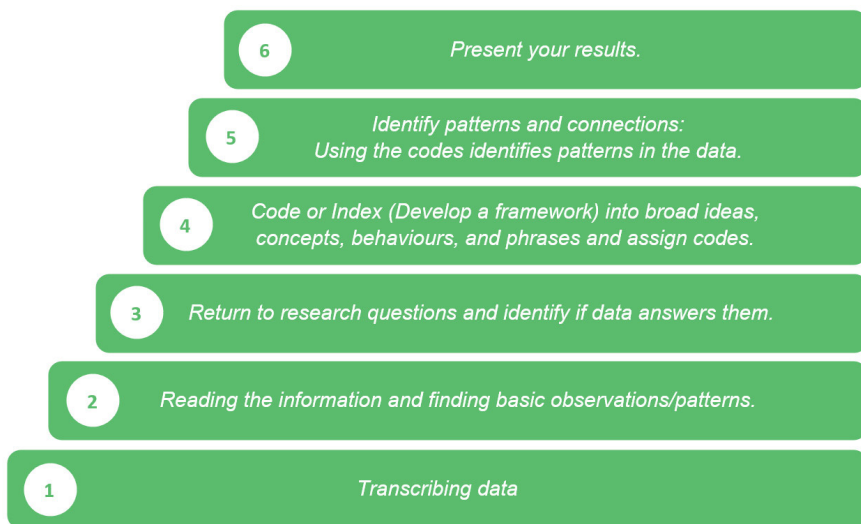 6 Present your results.
5 Identify patterns and connections:
Using the codes identifies patterns in the data.
4 Code or Index (Develop a framework) into broad ideas,
concepts, behaviours, and phrases and assign codes.
3 Return to research questions and identify if data answers them.
2 Reading the information and finding basic observations/patterns.
1 Transcribing data